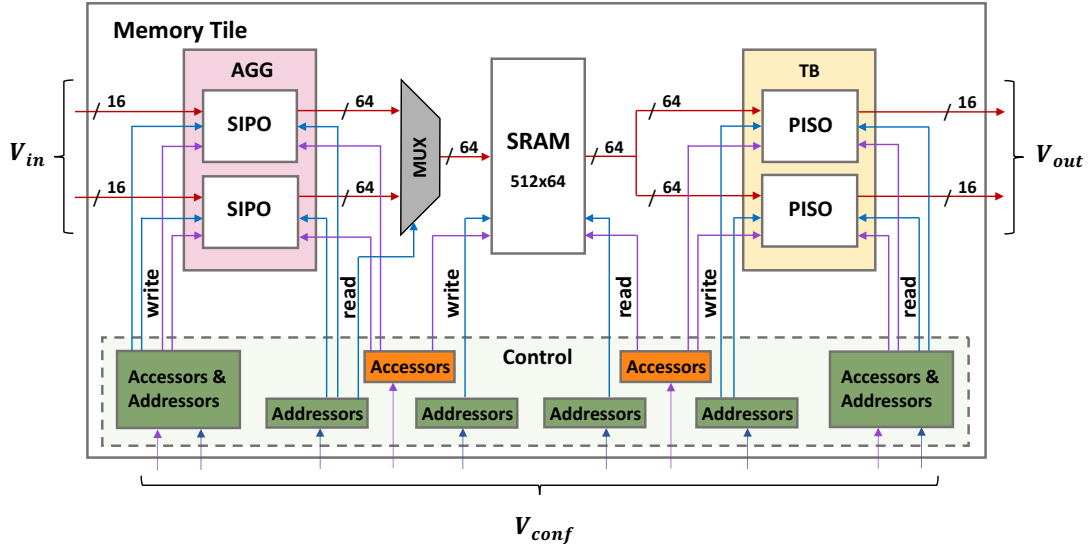 Memory Tile
AGG
TB
16
SIPO
64
MUX
64
SRAM
512x64
64
64
PISO
16
V_in
V_out
16
SIPO
64
64
PISO
16
write
read
write
read
write
read
Control
Accessors &
Addressors
Addressors
Accessors
Addressors
Addressors
Accessors
Addressors
Accessors &
Addressors
V_conf